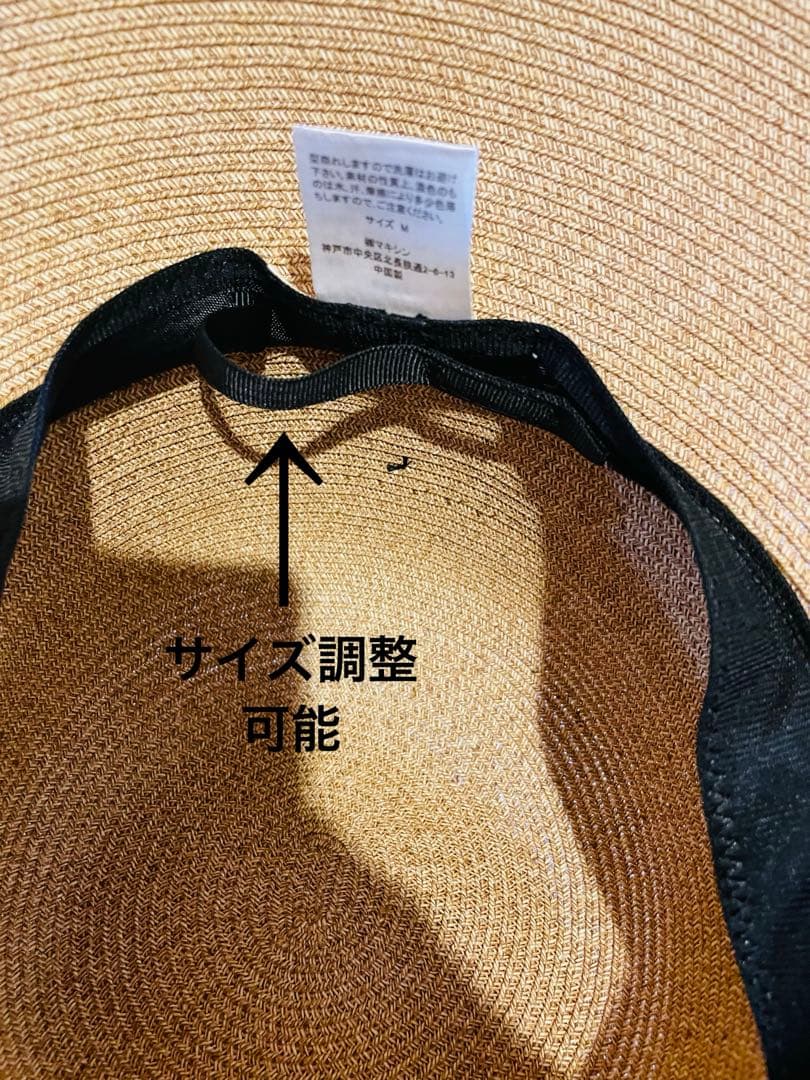 型崩れしますので洗濯はお避け
下さい。素材の性質上、濃色のも
のは水、汗、摩擦により多少色落
ちしますので、ご注意ください。
サイズ M
㈱マキシン
神戸市中央区北長狭通2-6-13
中国製
サイズ調整
可能